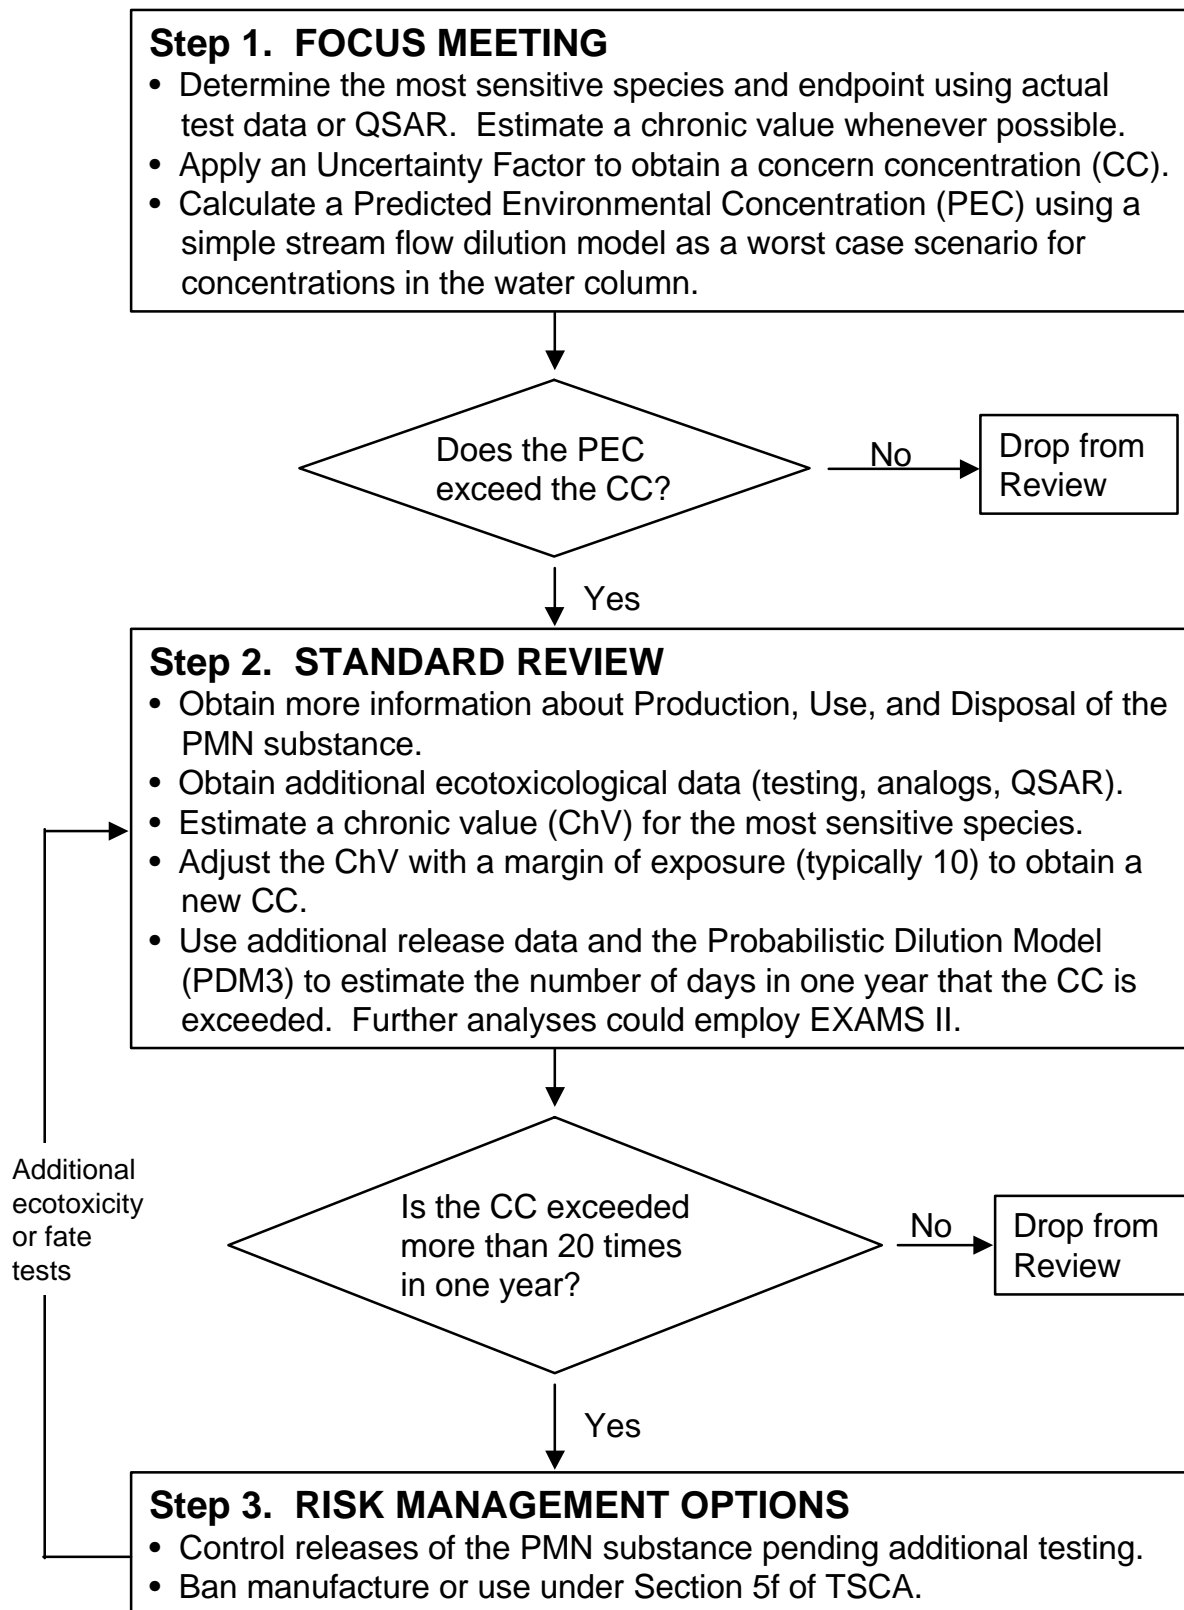 Step 1. FOCUS MEETING
• Determine the most sensitive species and endpoint using actual
test data or QSAR. Estimate a chronic value whenever possible.
• Apply an Uncertainty Factor to obtain a concern concentration (CC).
• Calculate a Predicted Environmental Concentration (PEC) using a
simple stream flow dilution model as a worst case scenario for
concentrations in the water column.
Does the PEC
exceed the CC?
No
Drop from
Review
Yes
Step 2. STANDARD REVIEW
• Obtain more information about Production, Use, and Disposal of the
PMN substance.
• Obtain additional ecotoxicological data (testing, analogs, QSAR).
• Estimate a chronic value (ChV) for the most sensitive species.
• Adjust the ChV with a margin of exposure (typically 10) to obtain a
new CC.
• Use additional release data and the Probabilistic Dilution Model
(PDM3) to estimate the number of days in one year that the CC is
exceeded. Further analyses could employ EXAMS II.
Additional
ecotoxicity
or fate
tests
Is the CC exceeded
more than 20 times
in one year?
No
Drop from
Review
Yes
Step 3. RISK MANAGEMENT OPTIONS
• Control releases of the PMN substance pending additional testing.
• Ban manufacture or use under Section 5f of TSCA.